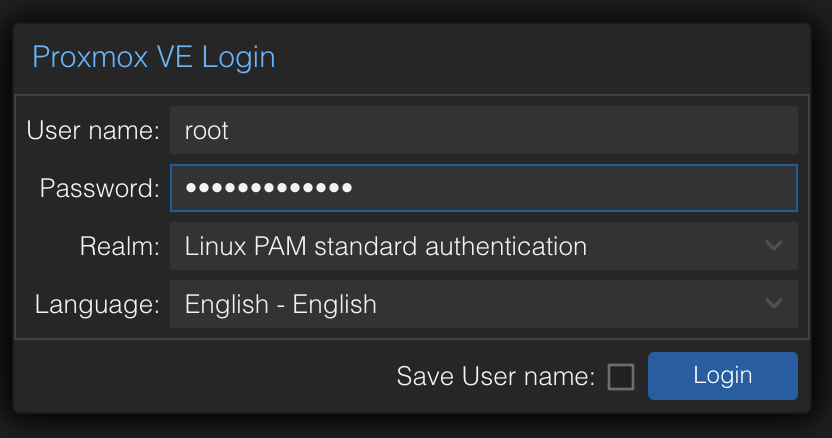 Proxmox VE Login
User name: root
Password: •••••••••••••
Realm: Linux PAM standard authentication
Language: English - English
Save User name: Login